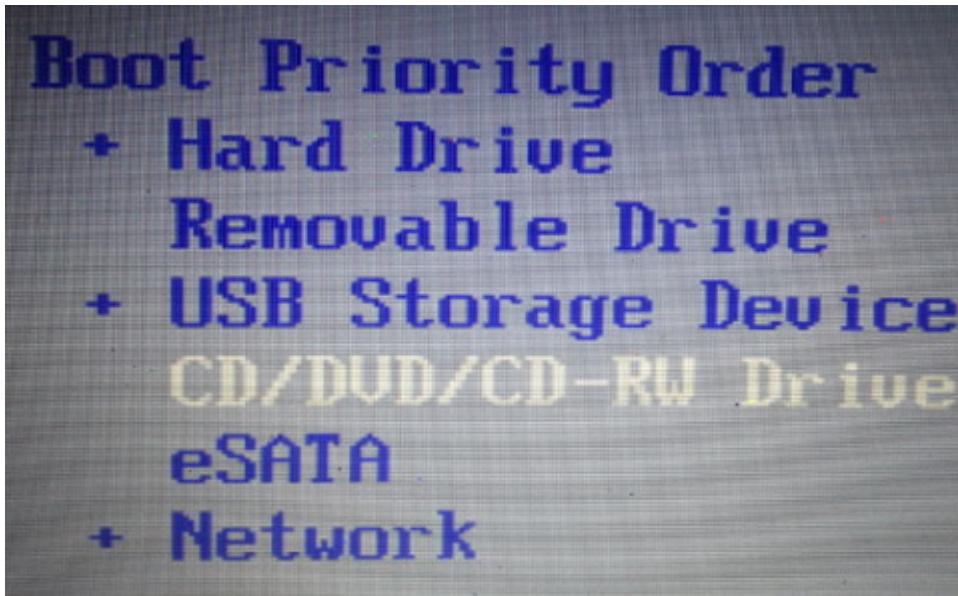 Boot Priority Order
+ Hard Drive
Removable Drive
+ USB Storage Device
CD/DVD/CD-RW Drive
eSATA
+ Network